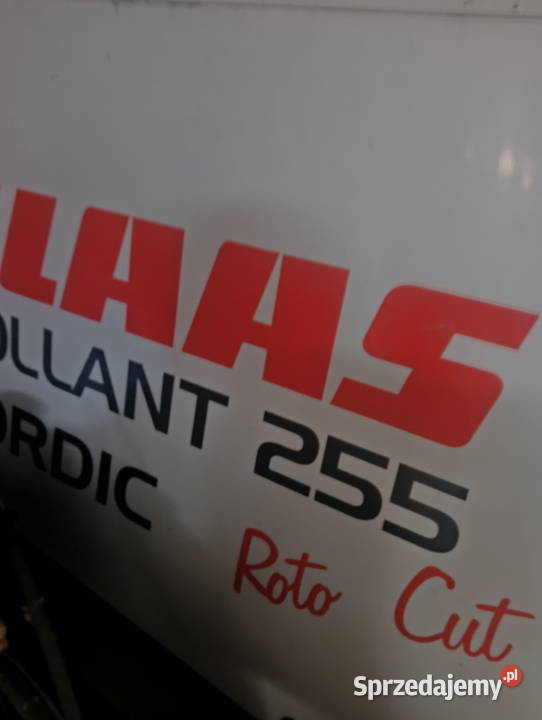 LAAS
OLLANT 255
ORDIC
Roto Cut
Sprzedajemy.pl